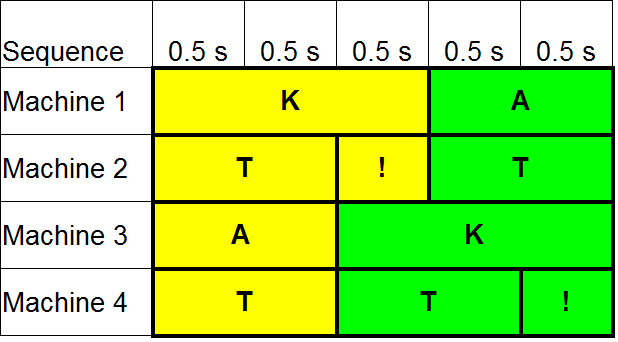 Sequence 0.5 s 0.5 s 0.5 s 0.5 s 0.5 s
Machine 1 K A
Machine 2 T ! T
Machine 3 A K
Machine 4 T T !